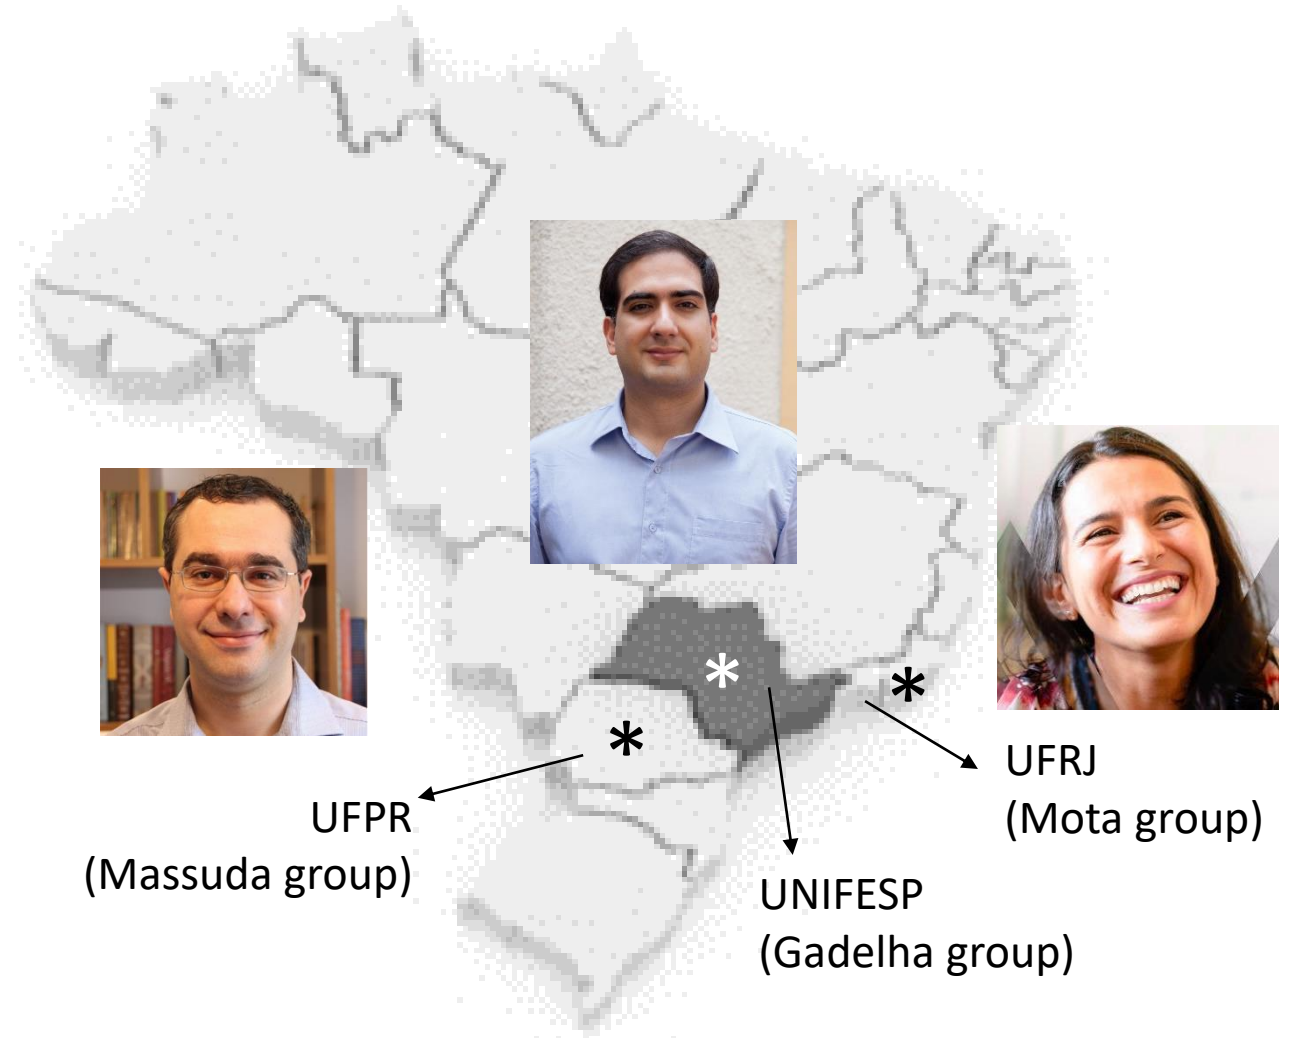 *
*
*
UFPR
(Massuda group)
UNIFESP
(Gadelha group)
UFRJ
(Mota group)